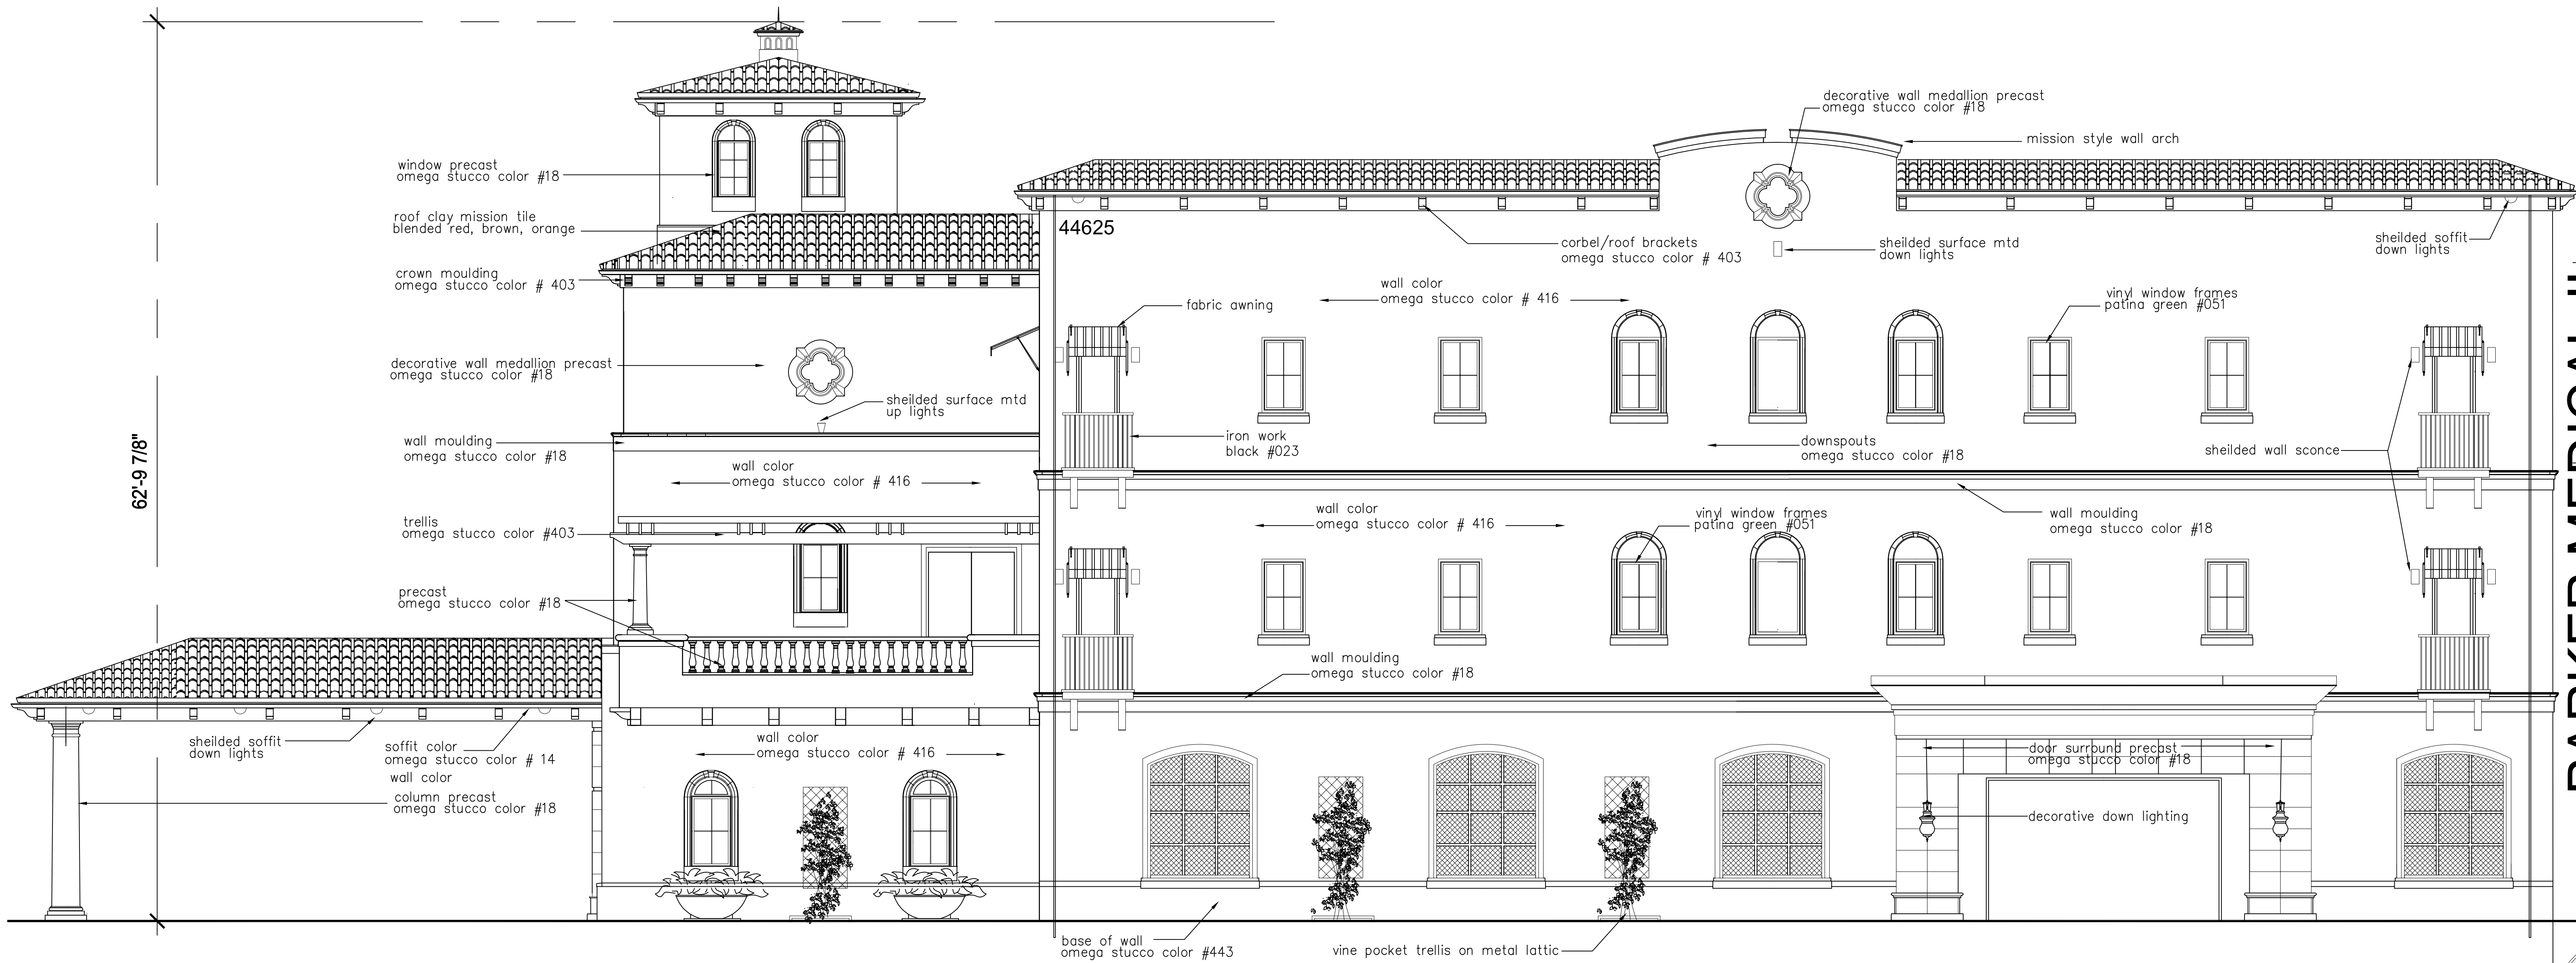 decorative wall medallion precast
omega stucco color #18
mission style wall arch
window precast
omega stucco color #18
roof clay mission tile
blended red, brown, orange
44625
corbel/roof brackets
omega stucco color # 403
sheilded surface mtd
down lights
sheilded soffit
down lights
crown moulding
omega stucco color # 403
fabric awning
wall color
omega stucco color # 416
vinyl window frames
patina green #051
decorative wall medallion precast
omega stucco color #18
sheilded surface mtd
up lights
wall moulding
omega stucco color #18
iron work
black #023
downspouts
omega stucco color #18
sheilded wall sconce
62'-9 7/8"
wall color
omega stucco color # 416
trellis
omega stucco color #403
wall color
omega stucco color # 416
vinyl window frames
patina green #051
wall moulding
omega stucco color #18
precast
omega stucco color #18
wall moulding
omega stucco color #18
sheilded soffit
down lights
soffit color
omega stucco color # 14
wall color
wall color
omega stucco color # 416
door surround precast
omega stucco color #18
column precast
omega stucco color #18
decorative down lighting
base of wall
omega stucco color #443
vine pocket trellis on metal lattic